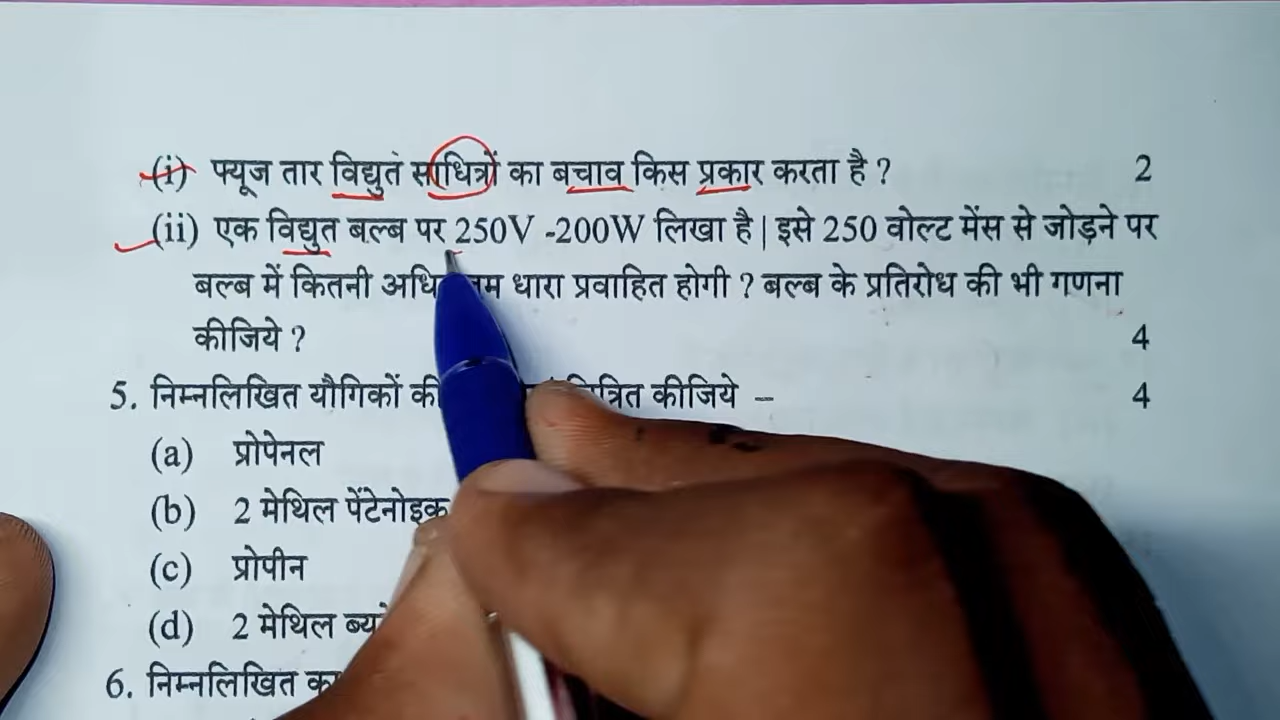 (i) फ्यूज तार विद्युत साधित्रों का बचाव किस प्रकार करता है ? 2
(ii) एक विद्युत बल्ब पर 250V -200W लिखा है | इसे 250 वोल्ट मेंस से जोड़ने पर
बल्ब में कितनी धारा प्रवाहित होगी ? बल्ब के प्रतिरोध की भी गणना
कीजिये ? 4
5. निम्नलिखित यौगिकों की कीजिये – 4
(a) प्रोपेनल
(b) 2 मेथिल पेंटेनोइक
(c) प्रोपीन
(d) 2 मेथिल
6. निम्नलिखित